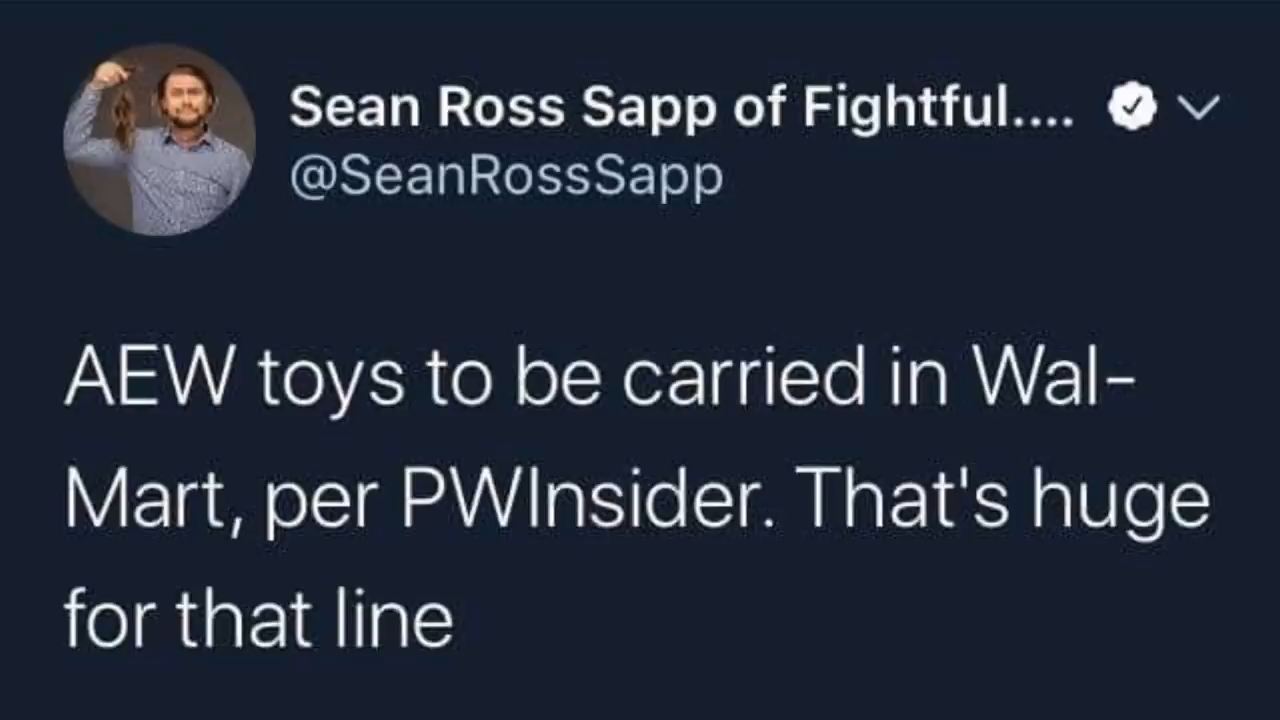 Sean Ross Sapp of Fightful....
@SeanRossSapp
AEW toys to be carried in Wal-
Mart, per PWInsider. That's huge
for that line